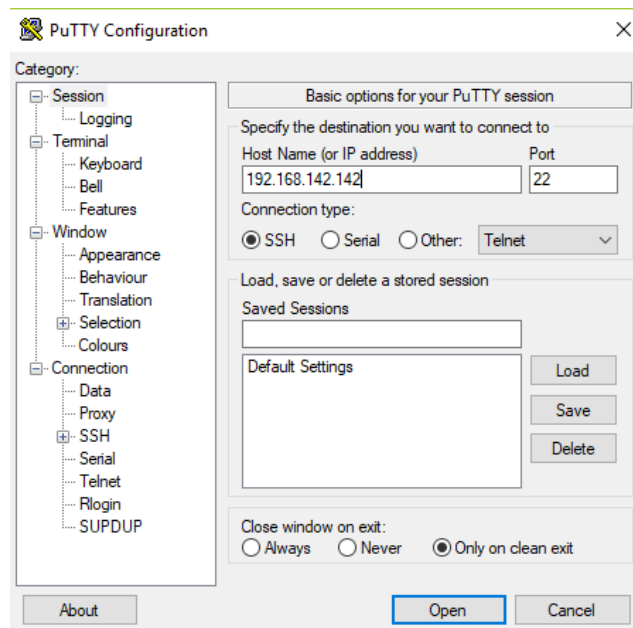 PuTTY Configuration
Category:
Session
Logging
Terminal
Keyboard
Bell
Features
Window
Appearance
Behaviour
Translation
Selection
Colours
Connection
Data
Proxy
SSH
Serial
Telnet
Rlogin
SUPDUP
Basic options for your PuTTY session
Specify the destination you want to connect to
Host Name (or IP address) Port
192.168.142.142 22
Connection type:
SSH Serial Other: Telnet
Load, save or delete a stored session
Saved Sessions
Default Settings
Load
Save
Delete
Close window on exit:
Always Never Only on clean exit
About Open Cancel